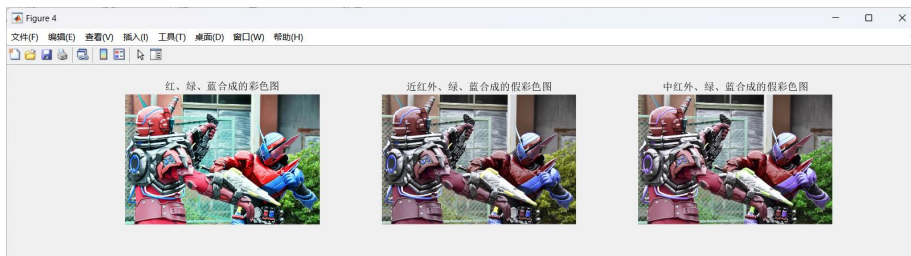 Figure 4
文件(F) 编辑(E) 查看(V) 插入(I) 工具(T) 桌面(D) 窗口(W) 帮助(H)
红、绿、蓝合成的彩色图 近红外、绿、蓝合成的假彩色图 中红外、绿、蓝合成的假彩色图